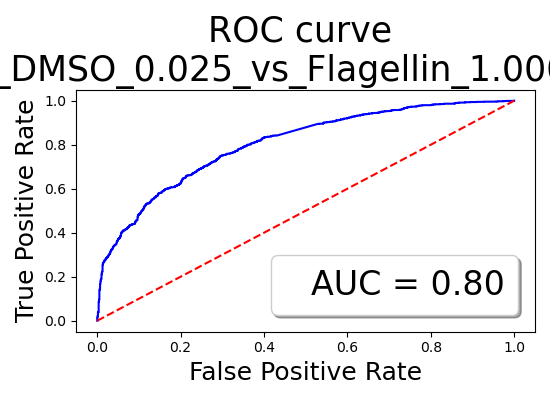 ROC curve
_DMSO_0.025_vs_Flagellin_1.000
True Positive Rate
1.0
0.8
0.6
0.4
0.2
0.0
AUC = 0.80
0.0 0.2 0.4 0.6 0.8 1.0
False Positive Rate